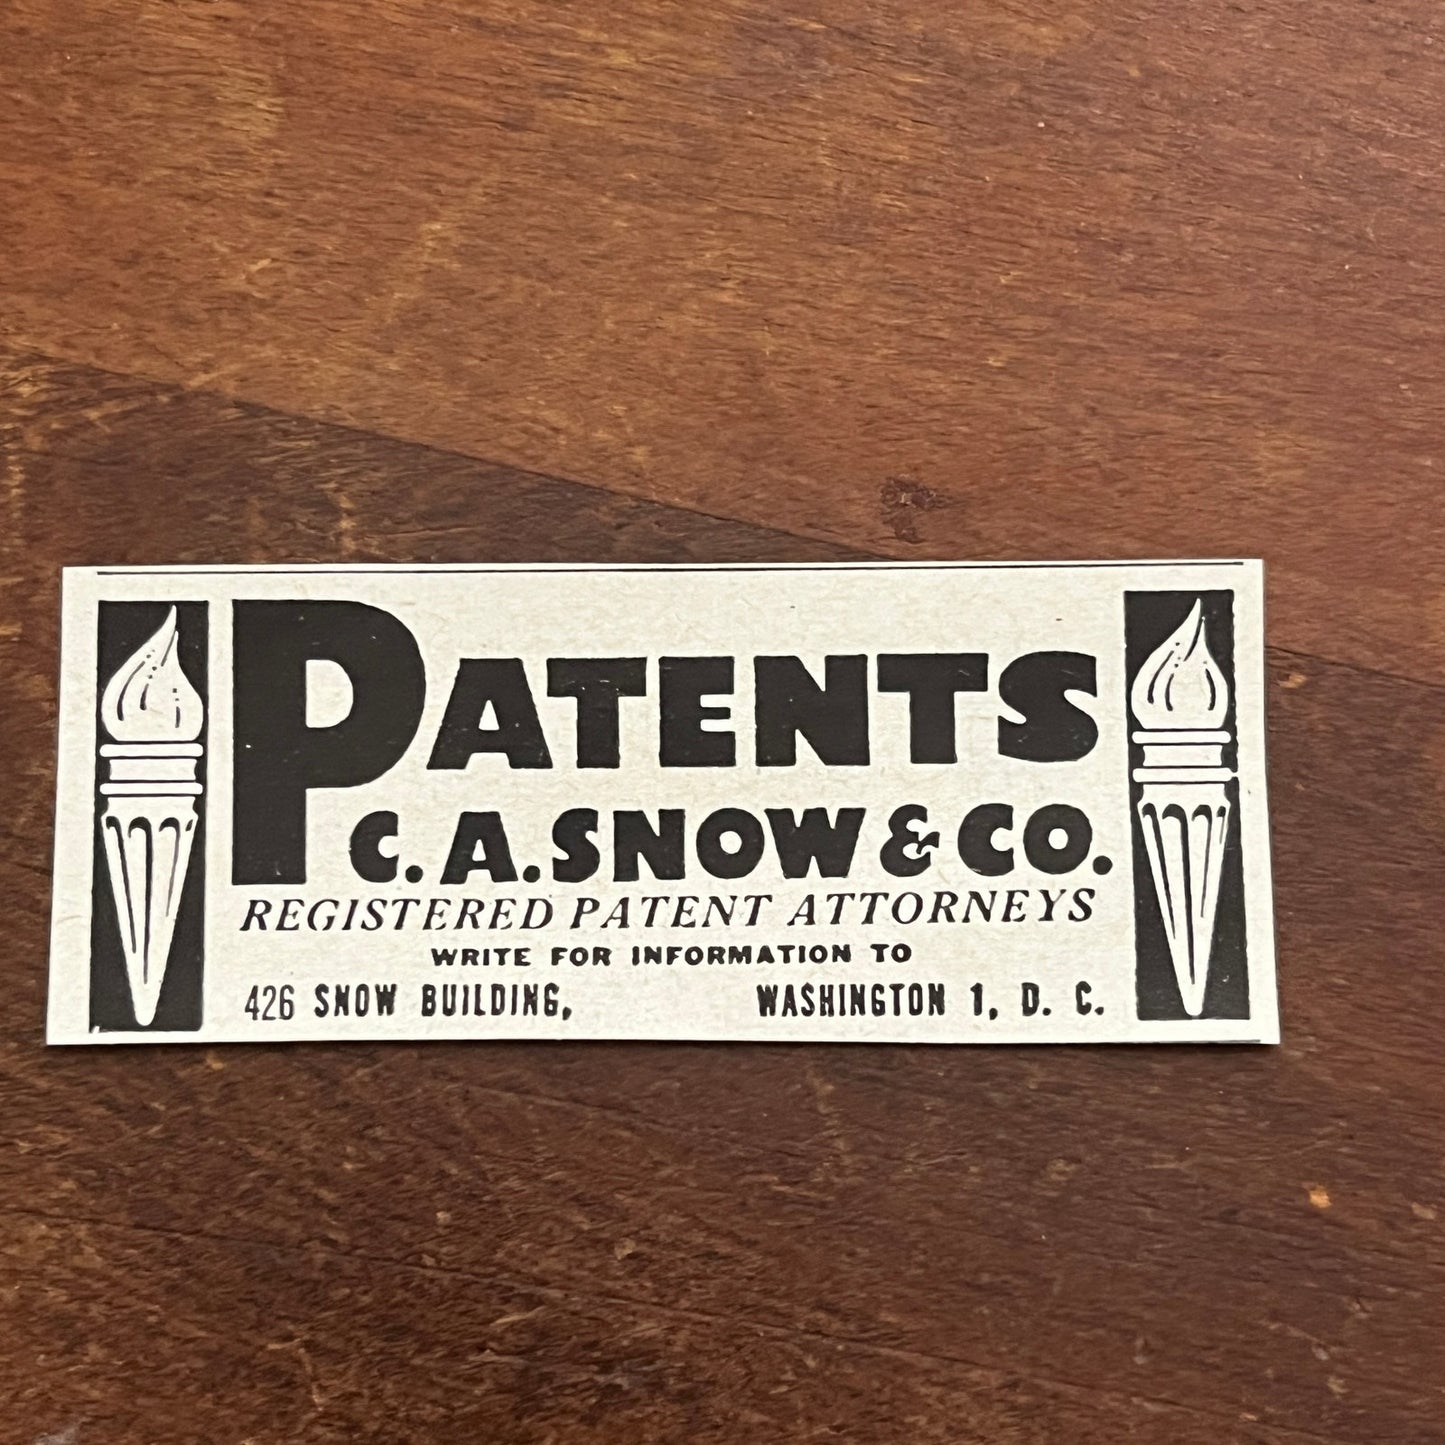 PATENTS
C. A. SNOW & CO.
REGISTERED PATENT ATTORNEYS
WRITE FOR INFORMATION TO
426 SNOW BUILDING, WASHINGTON 1, D. C.